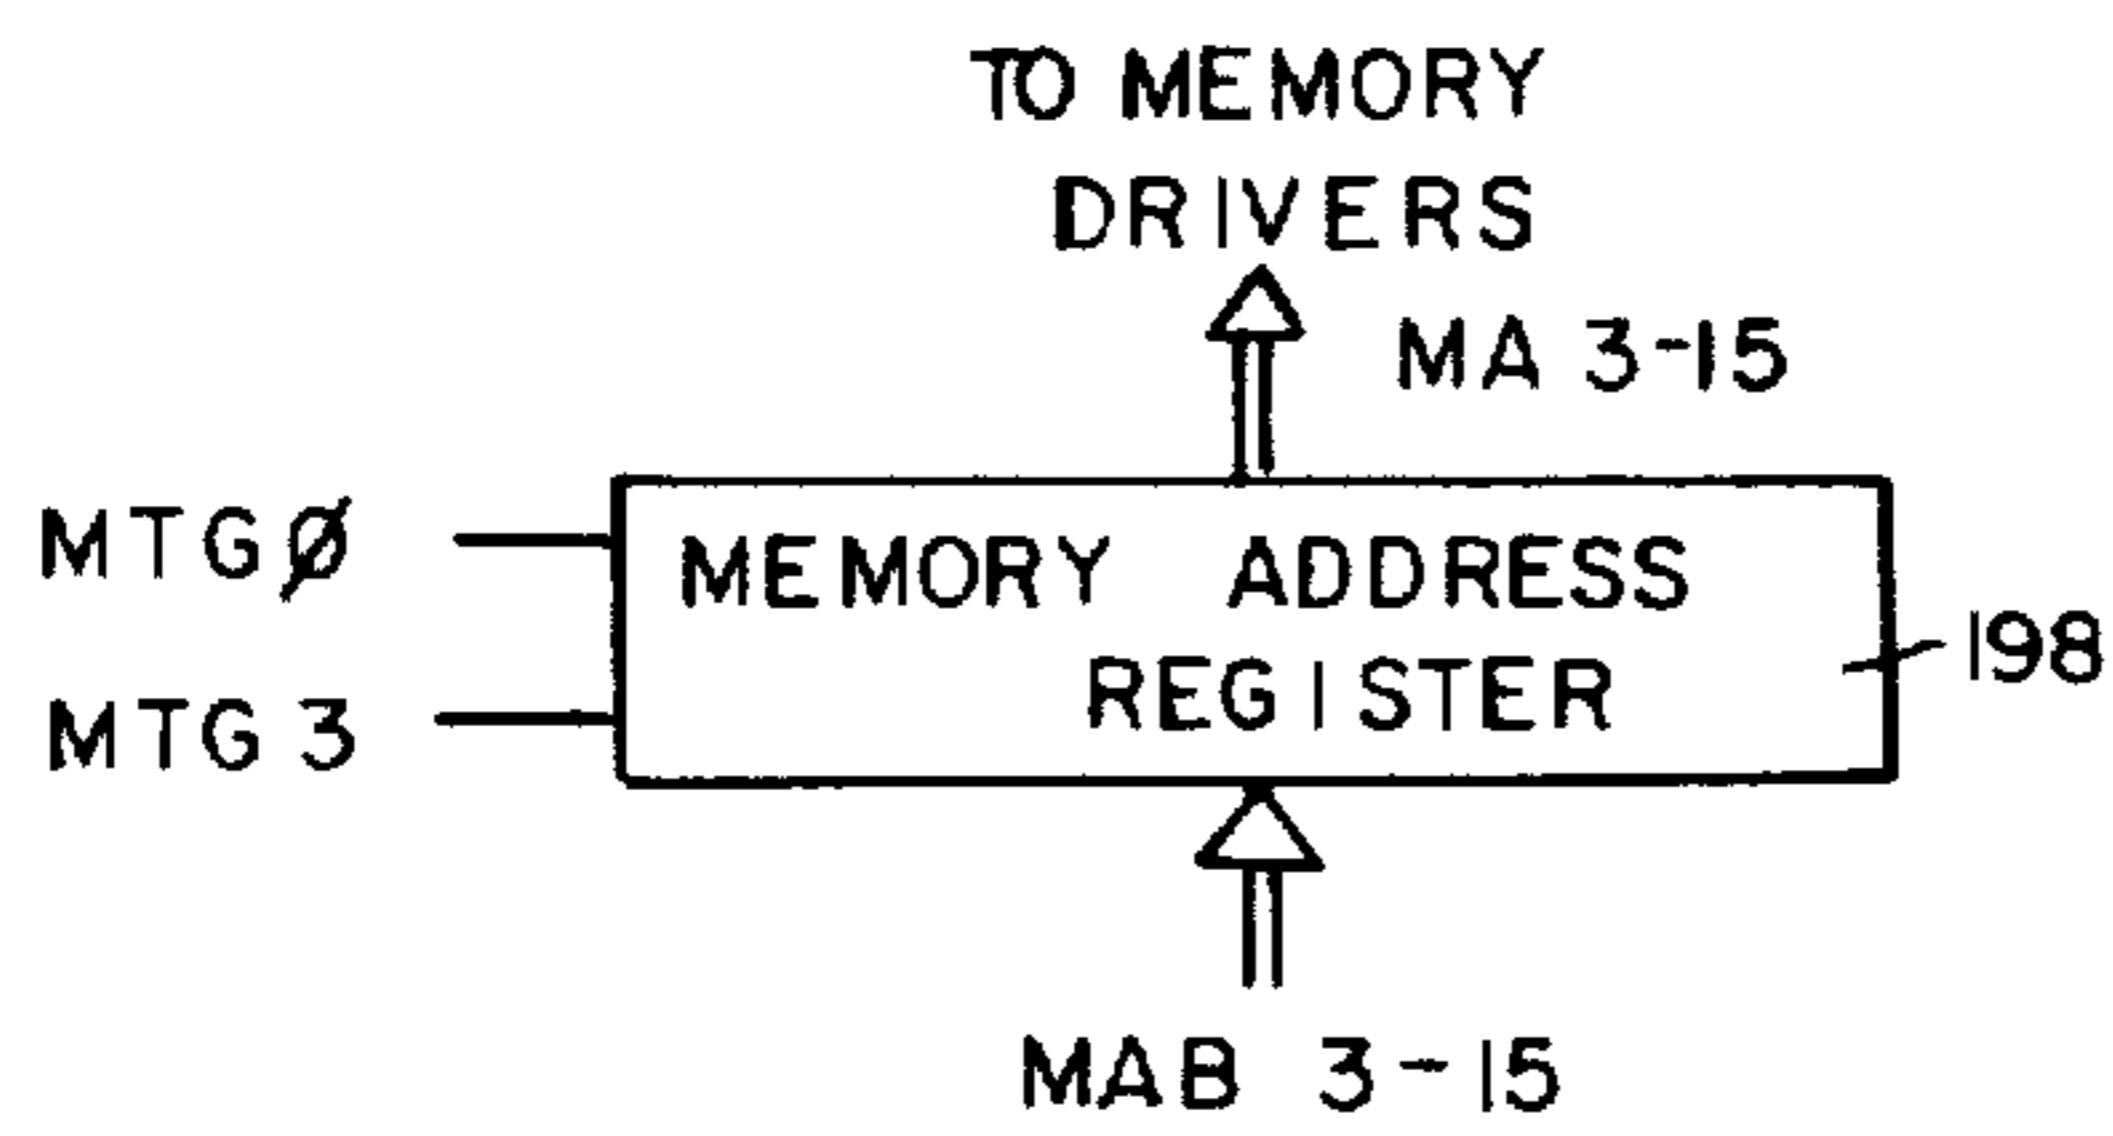 TO MEMORY
DRIVERS
MA 3-15
MTGØ
MEMORY ADDRESS
REGISTER
198
MTG 3
MAB 3-15